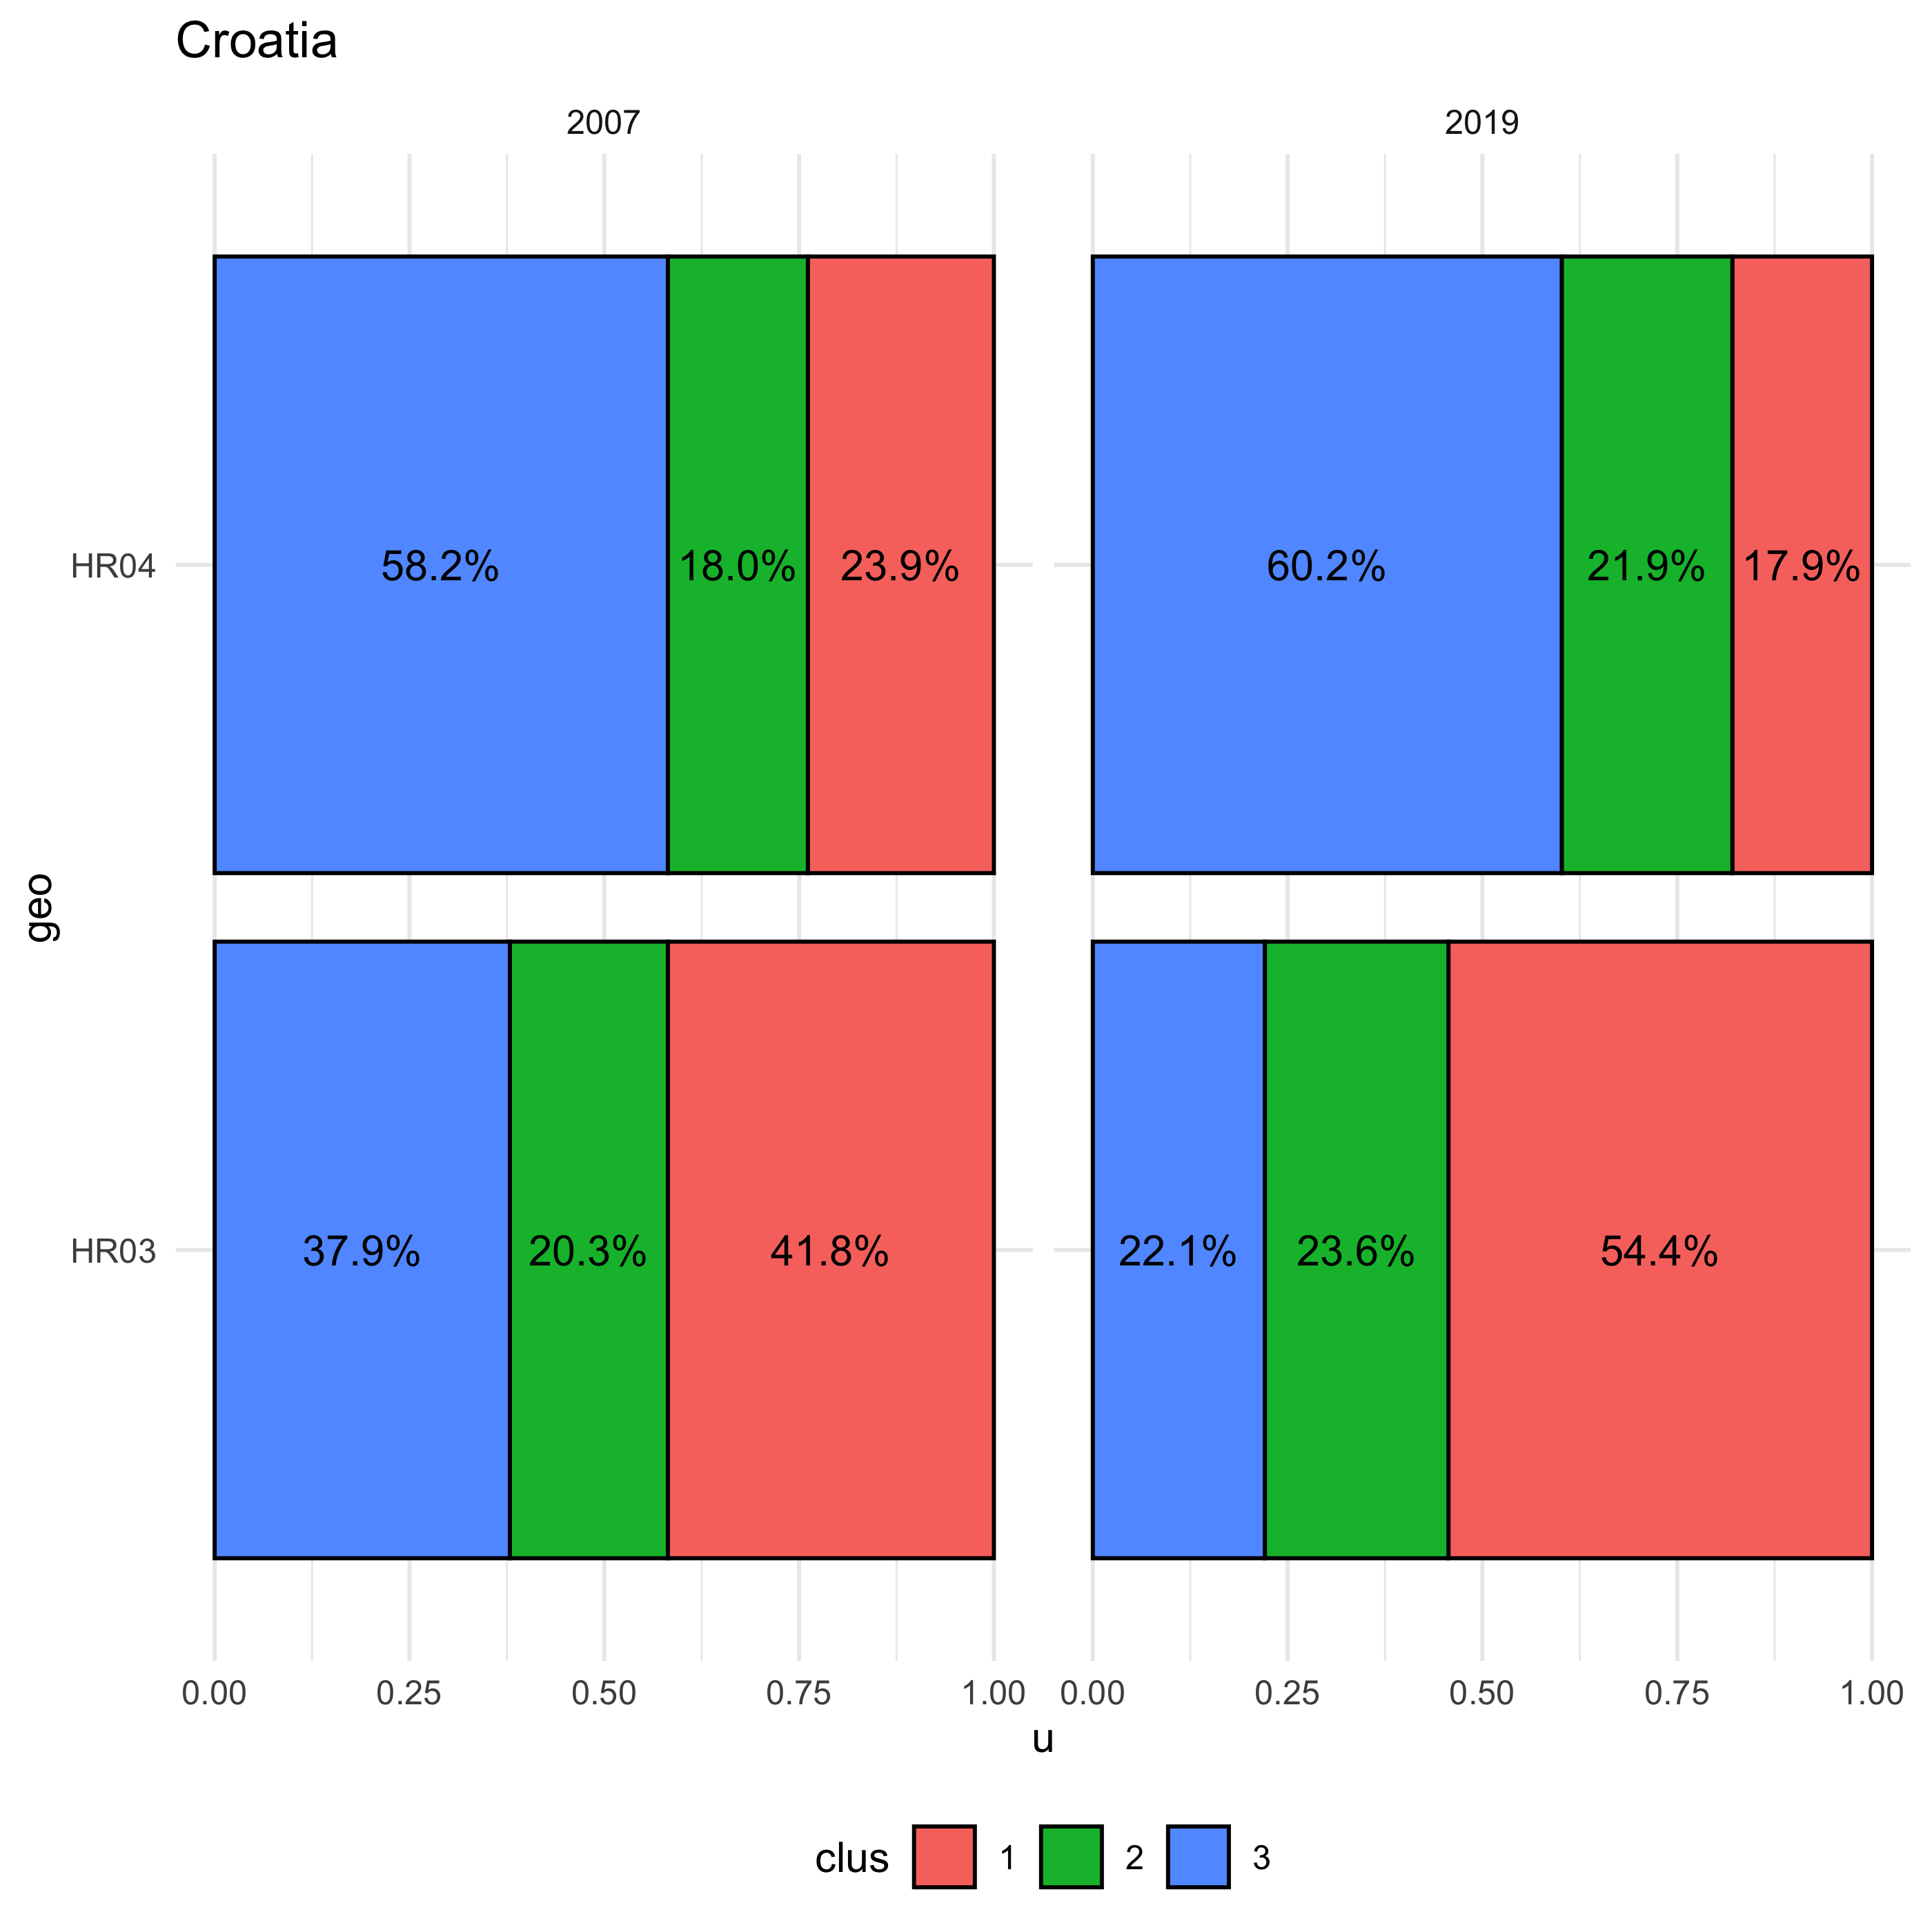 Croatia
2007 2019
HR04
58.2% 18.0% 23.9% 60.2% 21.9% 17.9%
geo
HR03
37.9% 20.3% 41.8% 22.1% 23.6% 54.4%
0.00 0.25 0.50 0.75 1.00 0.00 0.25 0.50 0.75 1.00
u
clus 1 2 3